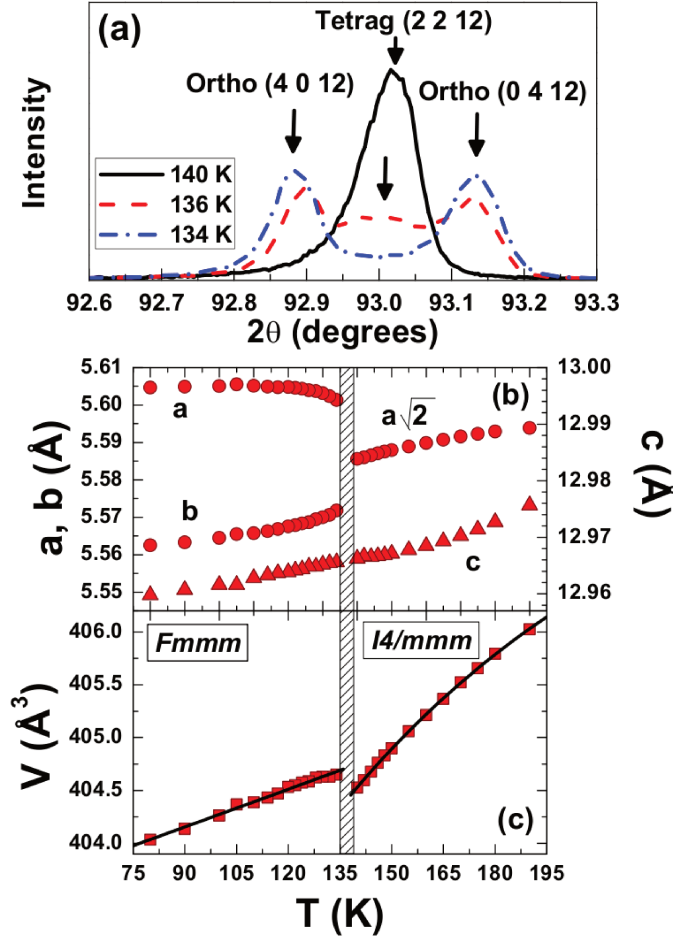 (a)
Tetrag (2 2 12)
Ortho (4 0 12)
Ortho (0 4 12)
Intensity
140 K
136 K
134 K
92.6 92.7 92.8 92.9 93.0 93.1 93.2 93.3
2θ (degrees)
5.61
5.60
5.59
5.58
5.57
5.56
5.55
a, b (Å)
(b)
a
a√2
b
c
13.00
12.99
12.98
12.97
12.96
c (Å)
Fmmm
I4/mmm
406.0
405.5
405.0
404.5
404.0
V (Å³)
(c)
75 90 105 120 135 150 165 180 195
T (K)